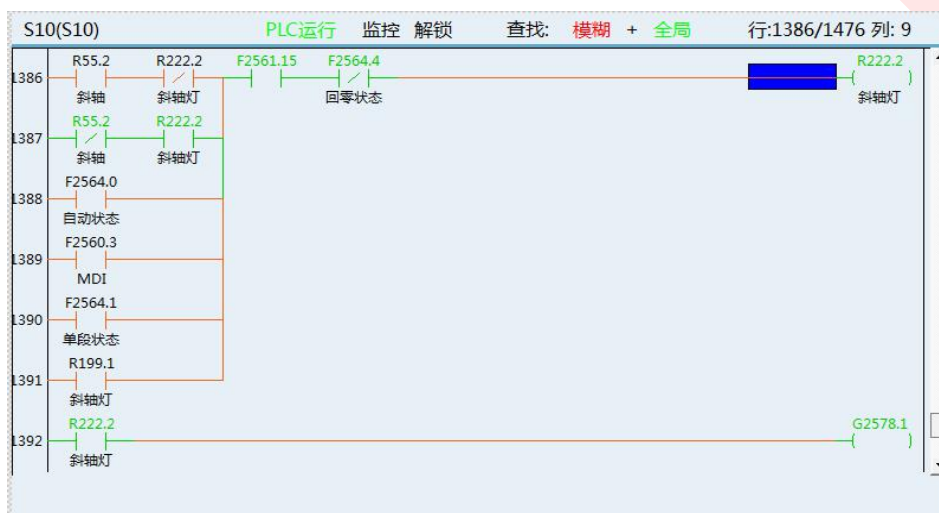 S10(S10) PLC运行 监控 解锁 查找: 模糊 + 全局 行:1386/1476 列: 9
R55.2 R222.2 F2561.15 F2564.4 R222.2
1386
斜轴 斜轴灯 回零状态 斜轴灯
R55.2 R222.2
1387
斜轴 斜轴灯
F2564.0
1388
自动状态
F2560.3
1389
MDI
F2564.1
1390
单段状态
R199.1
1391
斜轴灯
R222.2 G2578.1
1392
斜轴灯